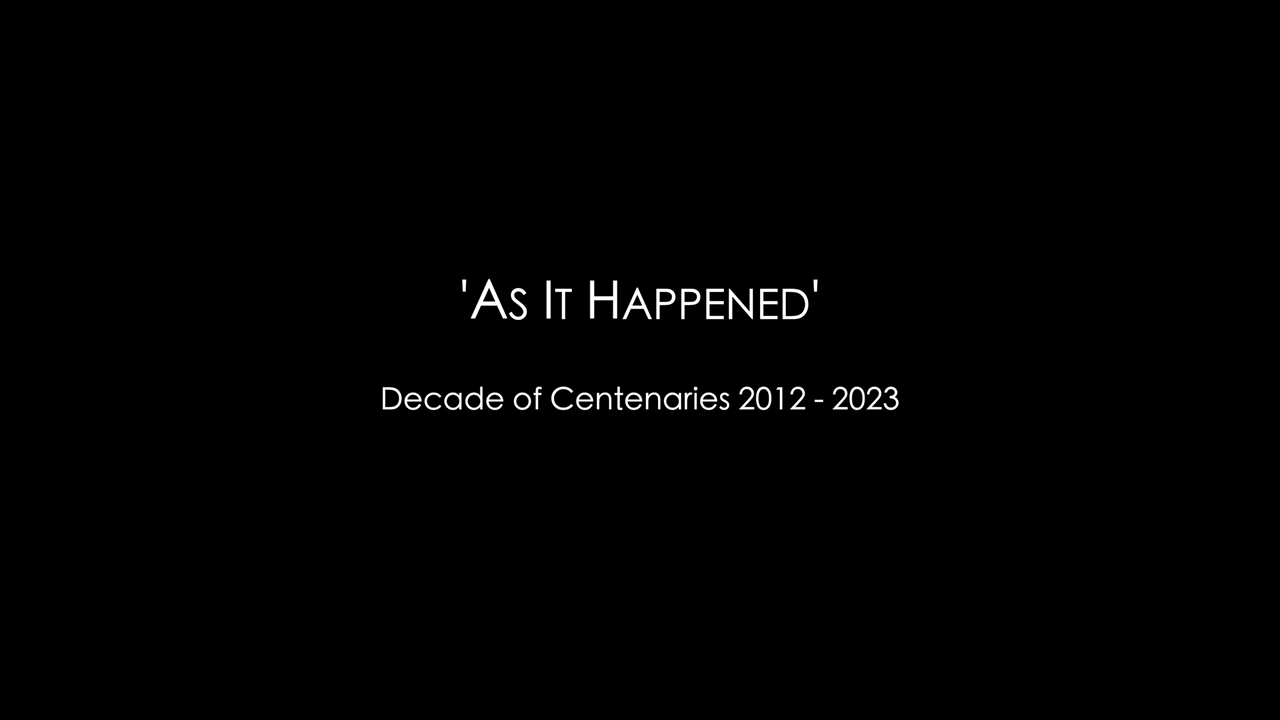 'As It Happened'
Decade of Centenaries 2012 - 2023